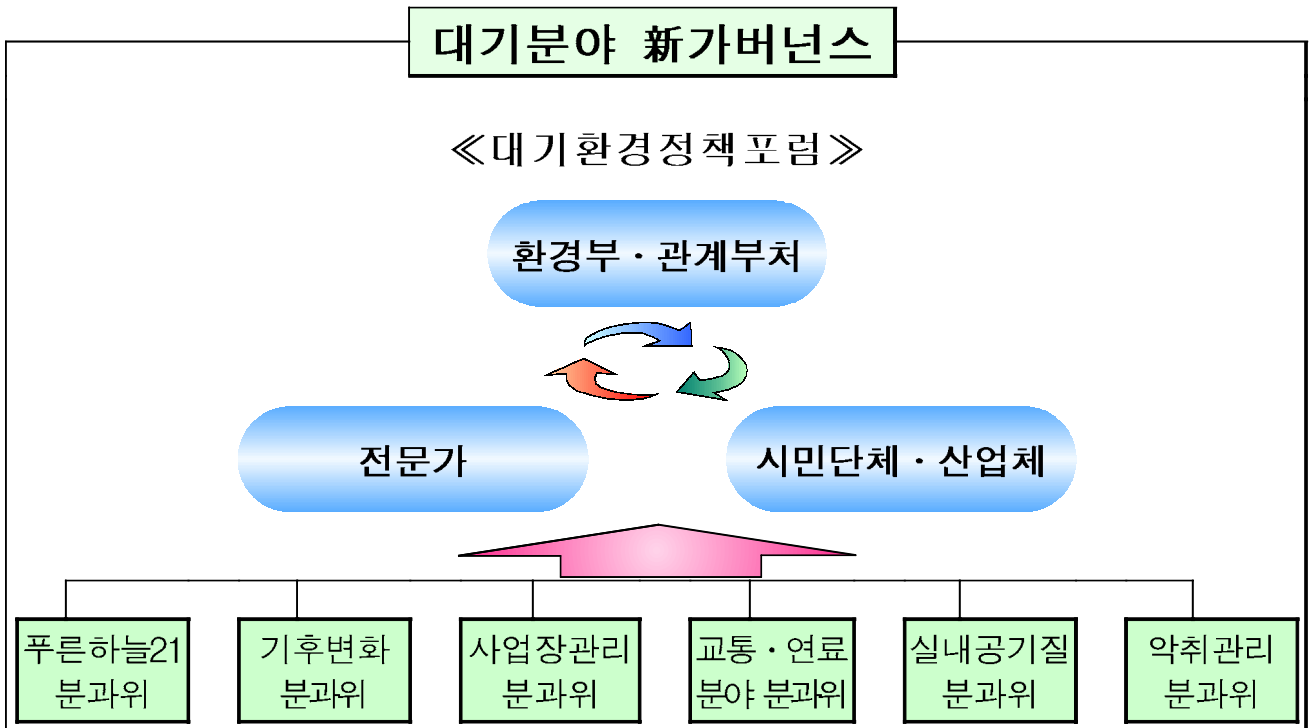 대기분야 新가버넌스
≪대기환경정책포럼≫
환경부·관계부처
전문가
시민단체·산업체
푸른하늘21
분과위
기후변화
분과위
사업장관리
분과위
교통·연료
분야 분과위
실내공기질
분과위
악취관리
분과위